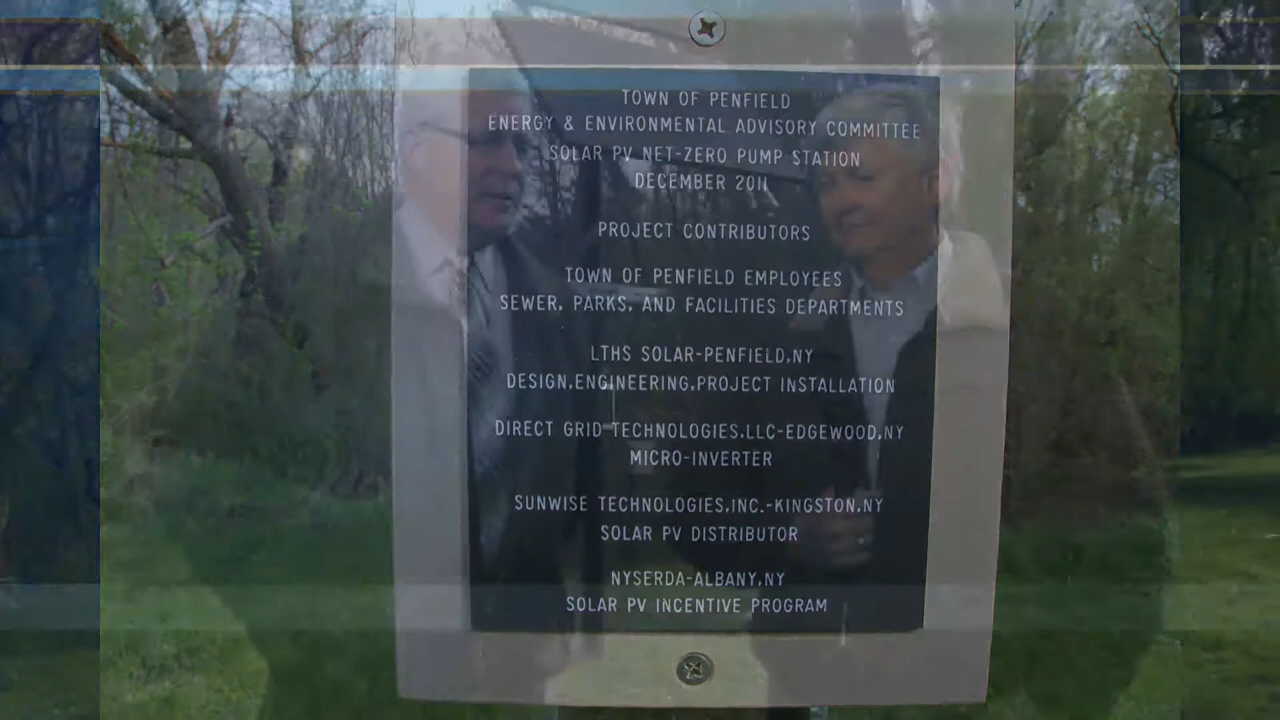 TOWN OF PENFIELD
ENERGY & ENVIRONMENTAL ADVISORY COMMITTEE
SOLAR PV NET-ZERO PUMP STATION
DECEMBER 2011
PROJECT CONTRIBUTORS
TOWN OF PENFIELD EMPLOYEES
SEWER, PARKS, AND FACILITIES DEPARTMENTS
LTHS SOLAR-PENFIELD,NY
DESIGN,ENGINEERING,PROJECT INSTALLATION
DIRECT GRID TECHNOLOGIES,LLC-EDGEWOOD,NY
MICRO-INVERTER
SUNWISE TECHNOLOGIES,INC.-KINGSTON,NY
SOLAR PV DISTRIBUTOR
NYSERDA-ALBANY,NY
SOLAR PV INCENTIVE PROGRAM